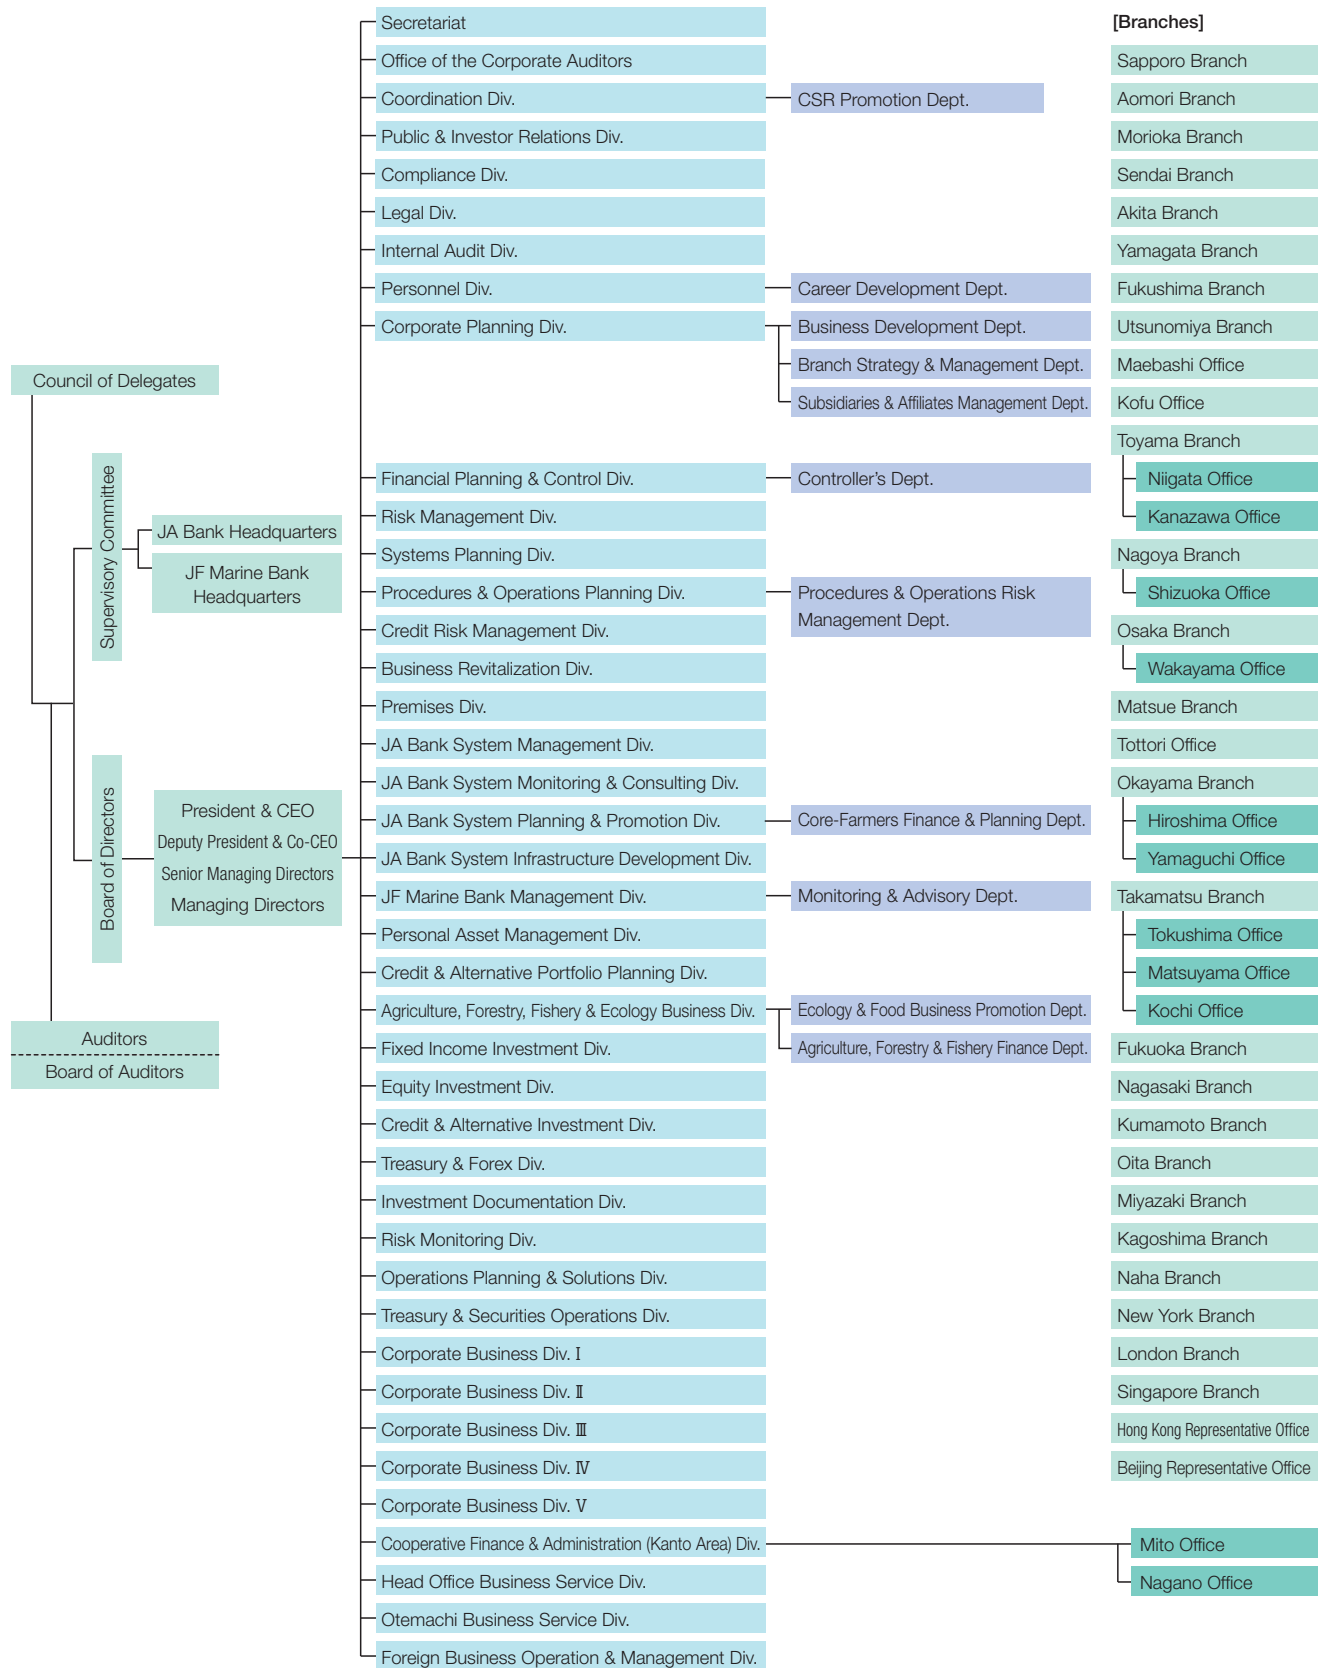 Council of Delegates
Supervisory Committee
JA Bank Headquarters
JF Marine Bank
Headquarters
Board of Directors
President & CEO
Deputy President & Co-CEO
Senior Managing Directors
Managing Directors
Auditors
Board of Auditors
Secretariat
Office of the Corporate Auditors
Coordination Div.
Public & Investor Relations Div.
Compliance Div.
Legal Div.
Internal Audit Div.
Personnel Div.
Corporate Planning Div.
Financial Planning & Control Div.
Risk Management Div.
Systems Planning Div.
Procedures & Operations Planning Div.
Credit Risk Management Div.
Business Revitalization Div.
Premises Div.
JA Bank System Management Div.
JA Bank System Monitoring & Consulting Div.
JA Bank System Planning & Promotion Div.
JA Bank System Infrastructure Development Div.
JF Marine Bank Management Div.
Personal Asset Management Div.
Credit & Alternative Portfolio Planning Div.
Agriculture, Forestry, Fishery & Ecology Business Div.
Fixed Income Investment Div.
Equity Investment Div.
Credit & Alternative Investment Div.
Treasury & Forex Div.
Investment Documentation Div.
Risk Monitoring Div.
Operations Planning & Solutions Div.
Treasury & Securities Operations Div.
Corporate Business Div. Ⅰ
Corporate Business Div. Ⅱ
Corporate Business Div. Ⅲ
Corporate Business Div. Ⅳ
Corporate Business Div. Ⅴ
Cooperative Finance & Administration (Kanto Area) Div.
Head Office Business Service Div.
Otemachi Business Service Div.
Foreign Business Operation & Management Div.
CSR Promotion Dept.
Career Development Dept.
Business Development Dept.
Branch Strategy & Management Dept.
Subsidiaries & Affiliates Management Dept.
Controller's Dept.
Procedures & Operations Risk
Management Dept.
Core-Farmers Finance & Planning Dept.
Monitoring & Advisory Dept.
Ecology & Food Business Promotion Dept.
Agriculture, Forestry & Fishery Finance Dept.
[Branches]
Sapporo Branch
Aomori Branch
Morioka Branch
Sendai Branch
Akita Branch
Yamagata Branch
Fukushima Branch
Utsunomiya Branch
Maebashi Office
Kofu Office
Toyama Branch
Niigata Office
Kanazawa Office
Nagoya Branch
Shizuoka Office
Osaka Branch
Wakayama Office
Matsue Branch
Tottori Office
Okayama Branch
Hiroshima Office
Yamaguchi Office
Takamatsu Branch
Tokushima Office
Matsuyama Office
Kochi Office
Fukuoka Branch
Nagasaki Branch
Kumamoto Branch
Oita Branch
Miyazaki Branch
Kagoshima Branch
Naha Branch
New York Branch
London Branch
Singapore Branch
Hong Kong Representative Office
Beijing Representative Office
Mito Office
Nagano Office